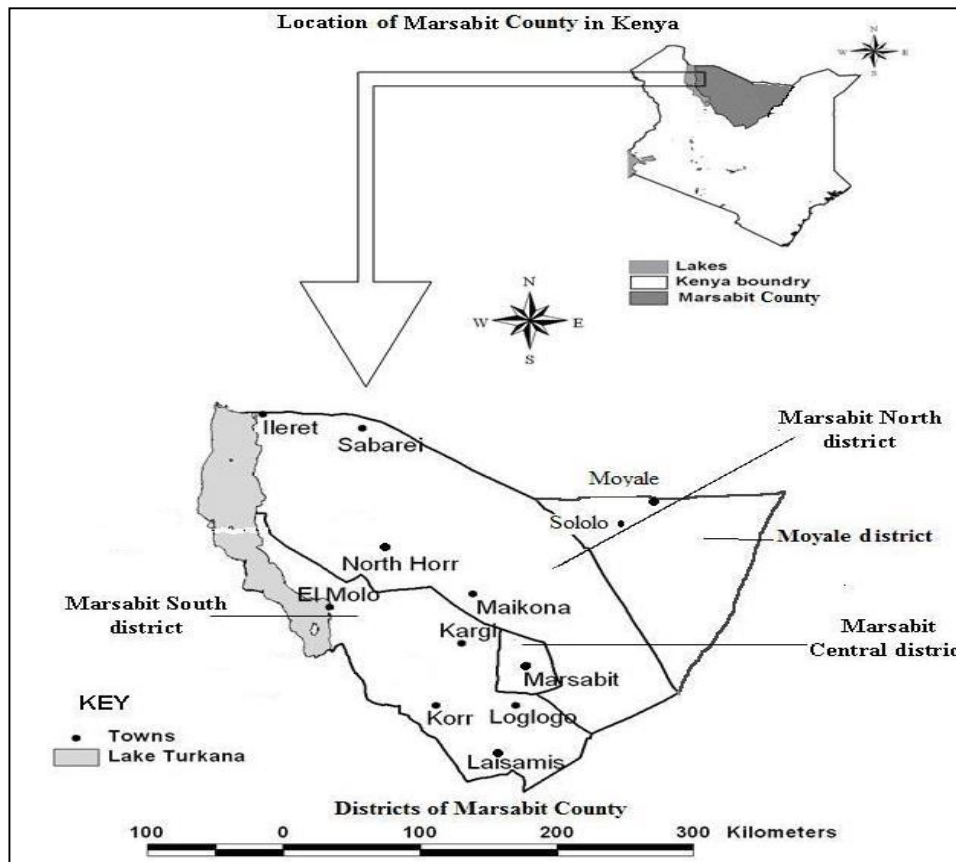 Location of Marsabit County in Kenya
N
W E
S
Lakes
Kenya boundry
Marsabit County
N
W E
S
Marsabit North
district
Ileret
Sabarei
Moyale
Sololo
Moyale district
North Horr
El Molo
Maikona
Marsabit South
district
Kargi
Marsabit
Central district
Marsabit
KEY
Korr
Loglogo
Towns
Lake Turkana
Laisamis
Districts of Marsabit County
100 0 100 200 300 Kilometers